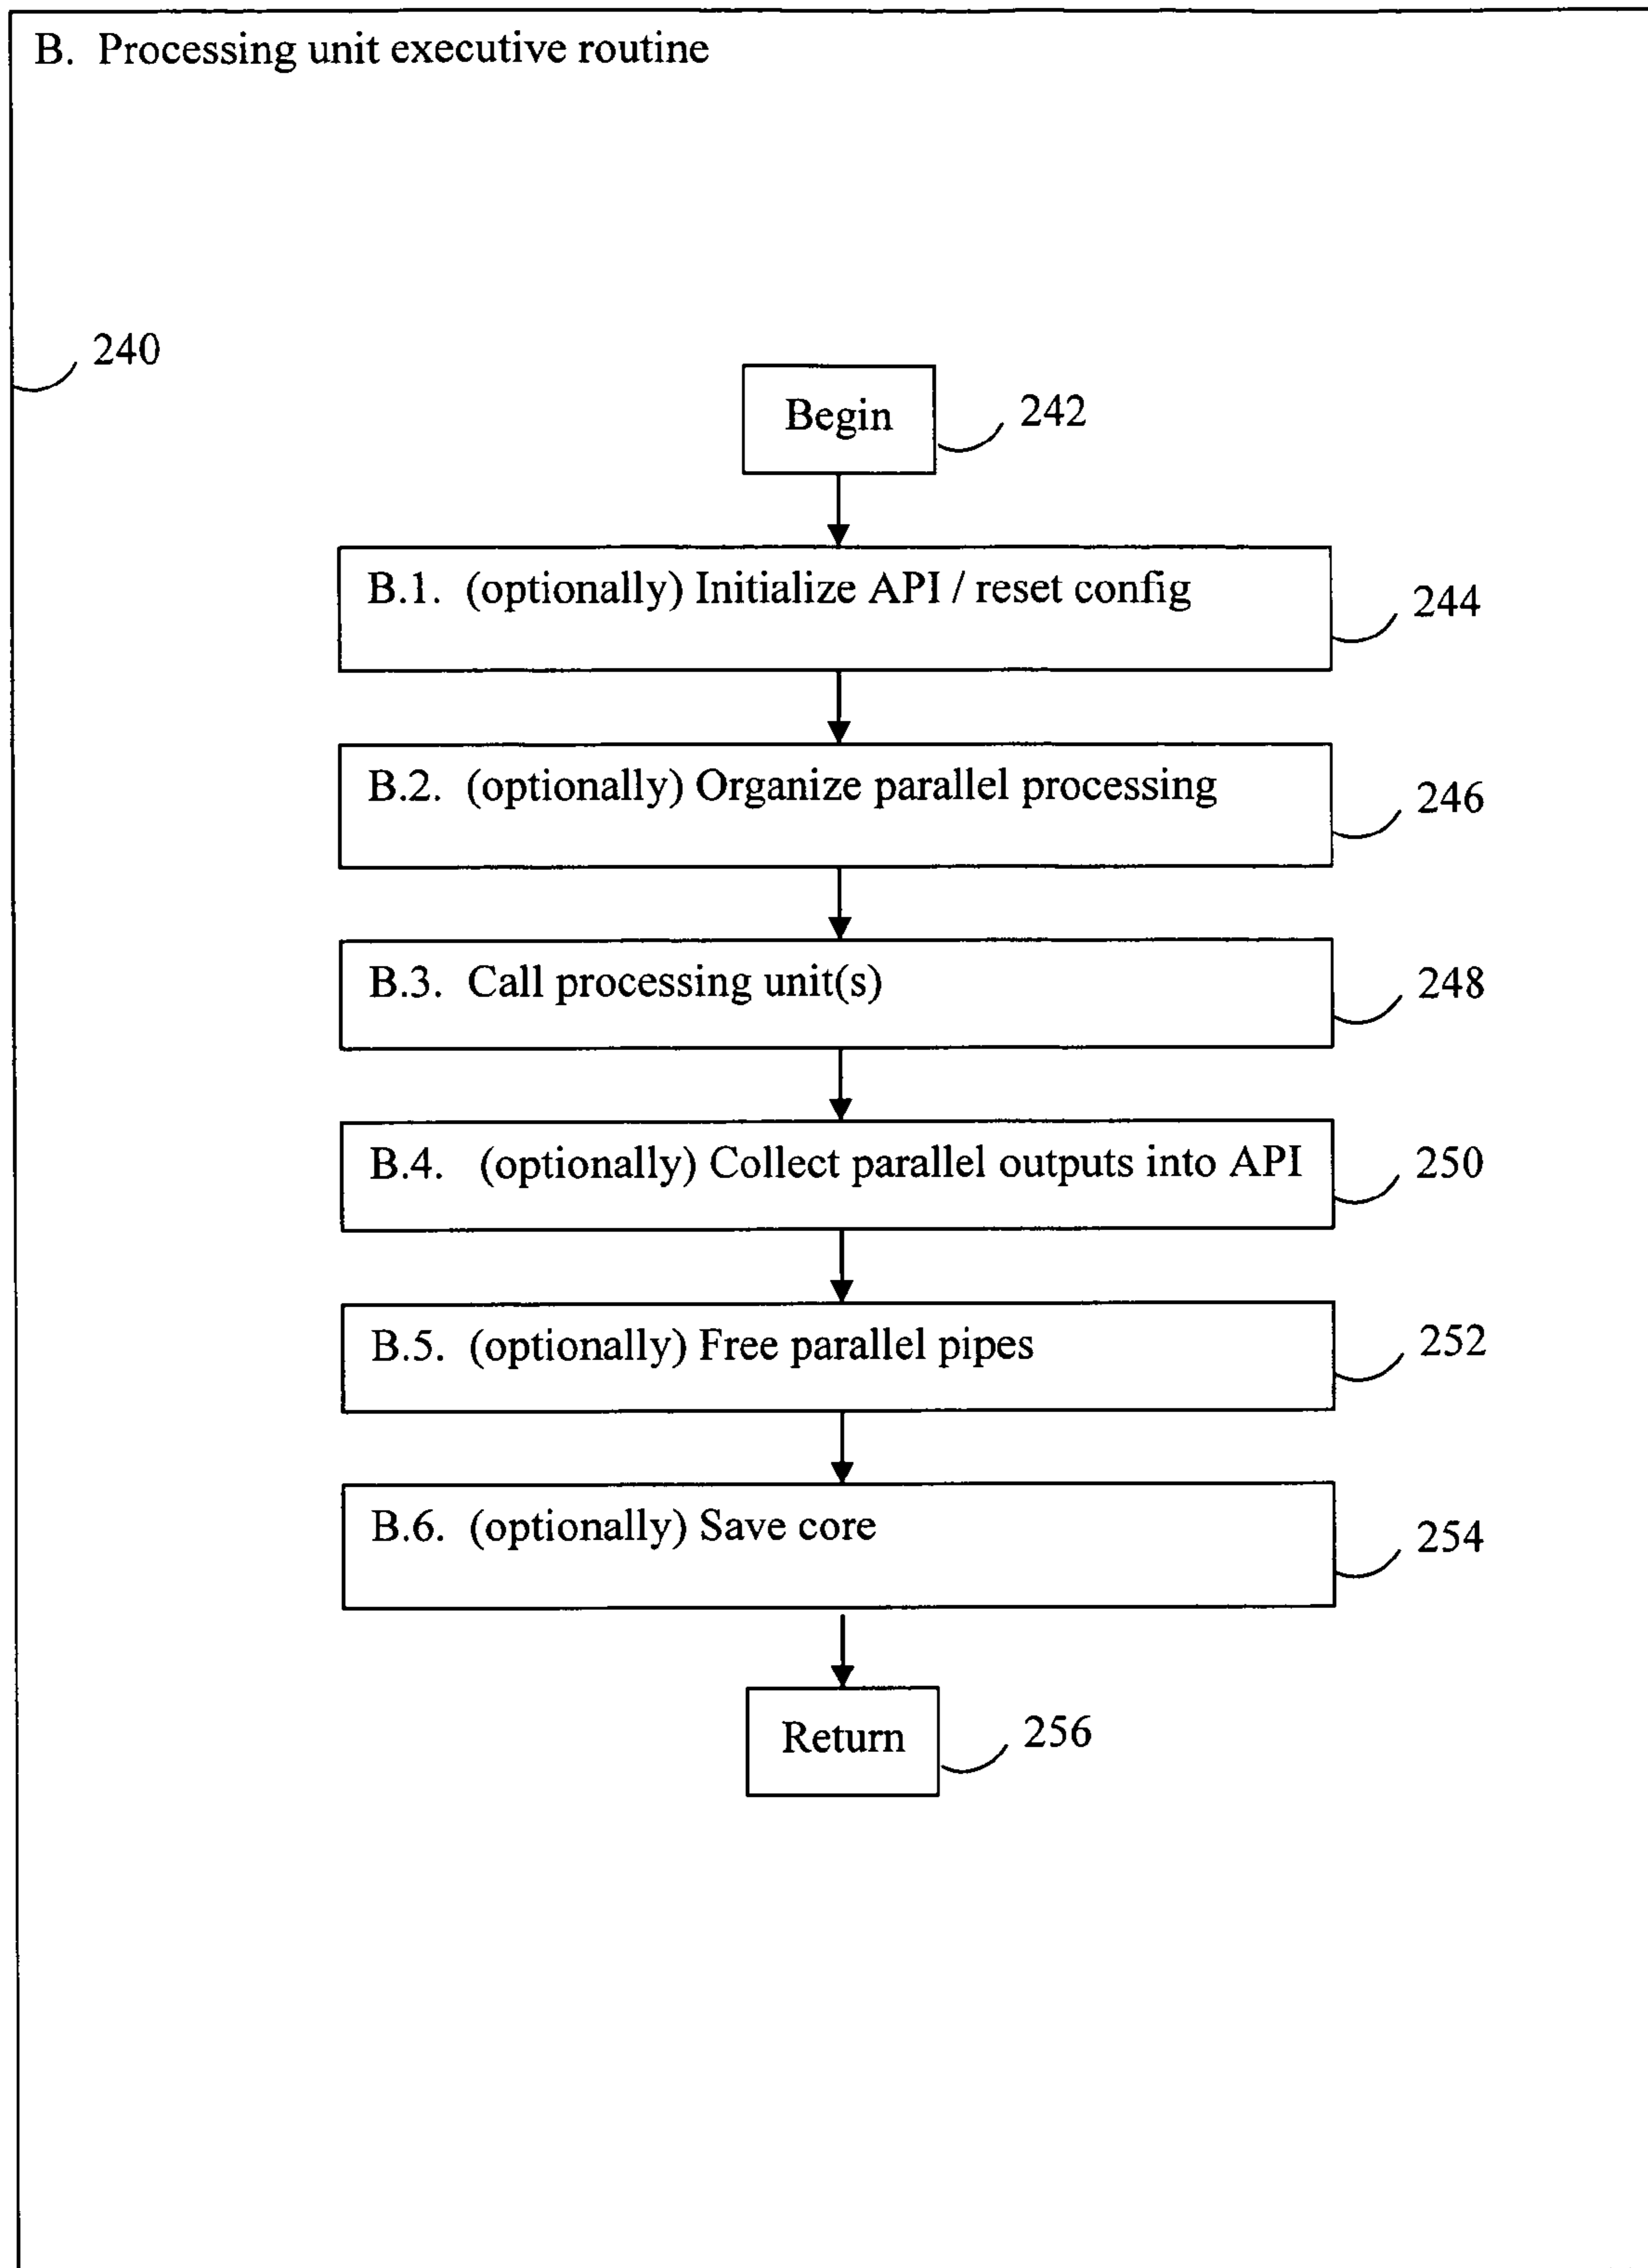 B. Processing unit executive routine
240
Begin
242
B.1. (optionally) Initialize API / reset config
244
B.2. (optionally) Organize parallel processing
246
B.3. Call processing unit(s)
248
B.4. (optionally) Collect parallel outputs into API
250
B.5. (optionally) Free parallel pipes
252
B.6. (optionally) Save core
254
Return
256